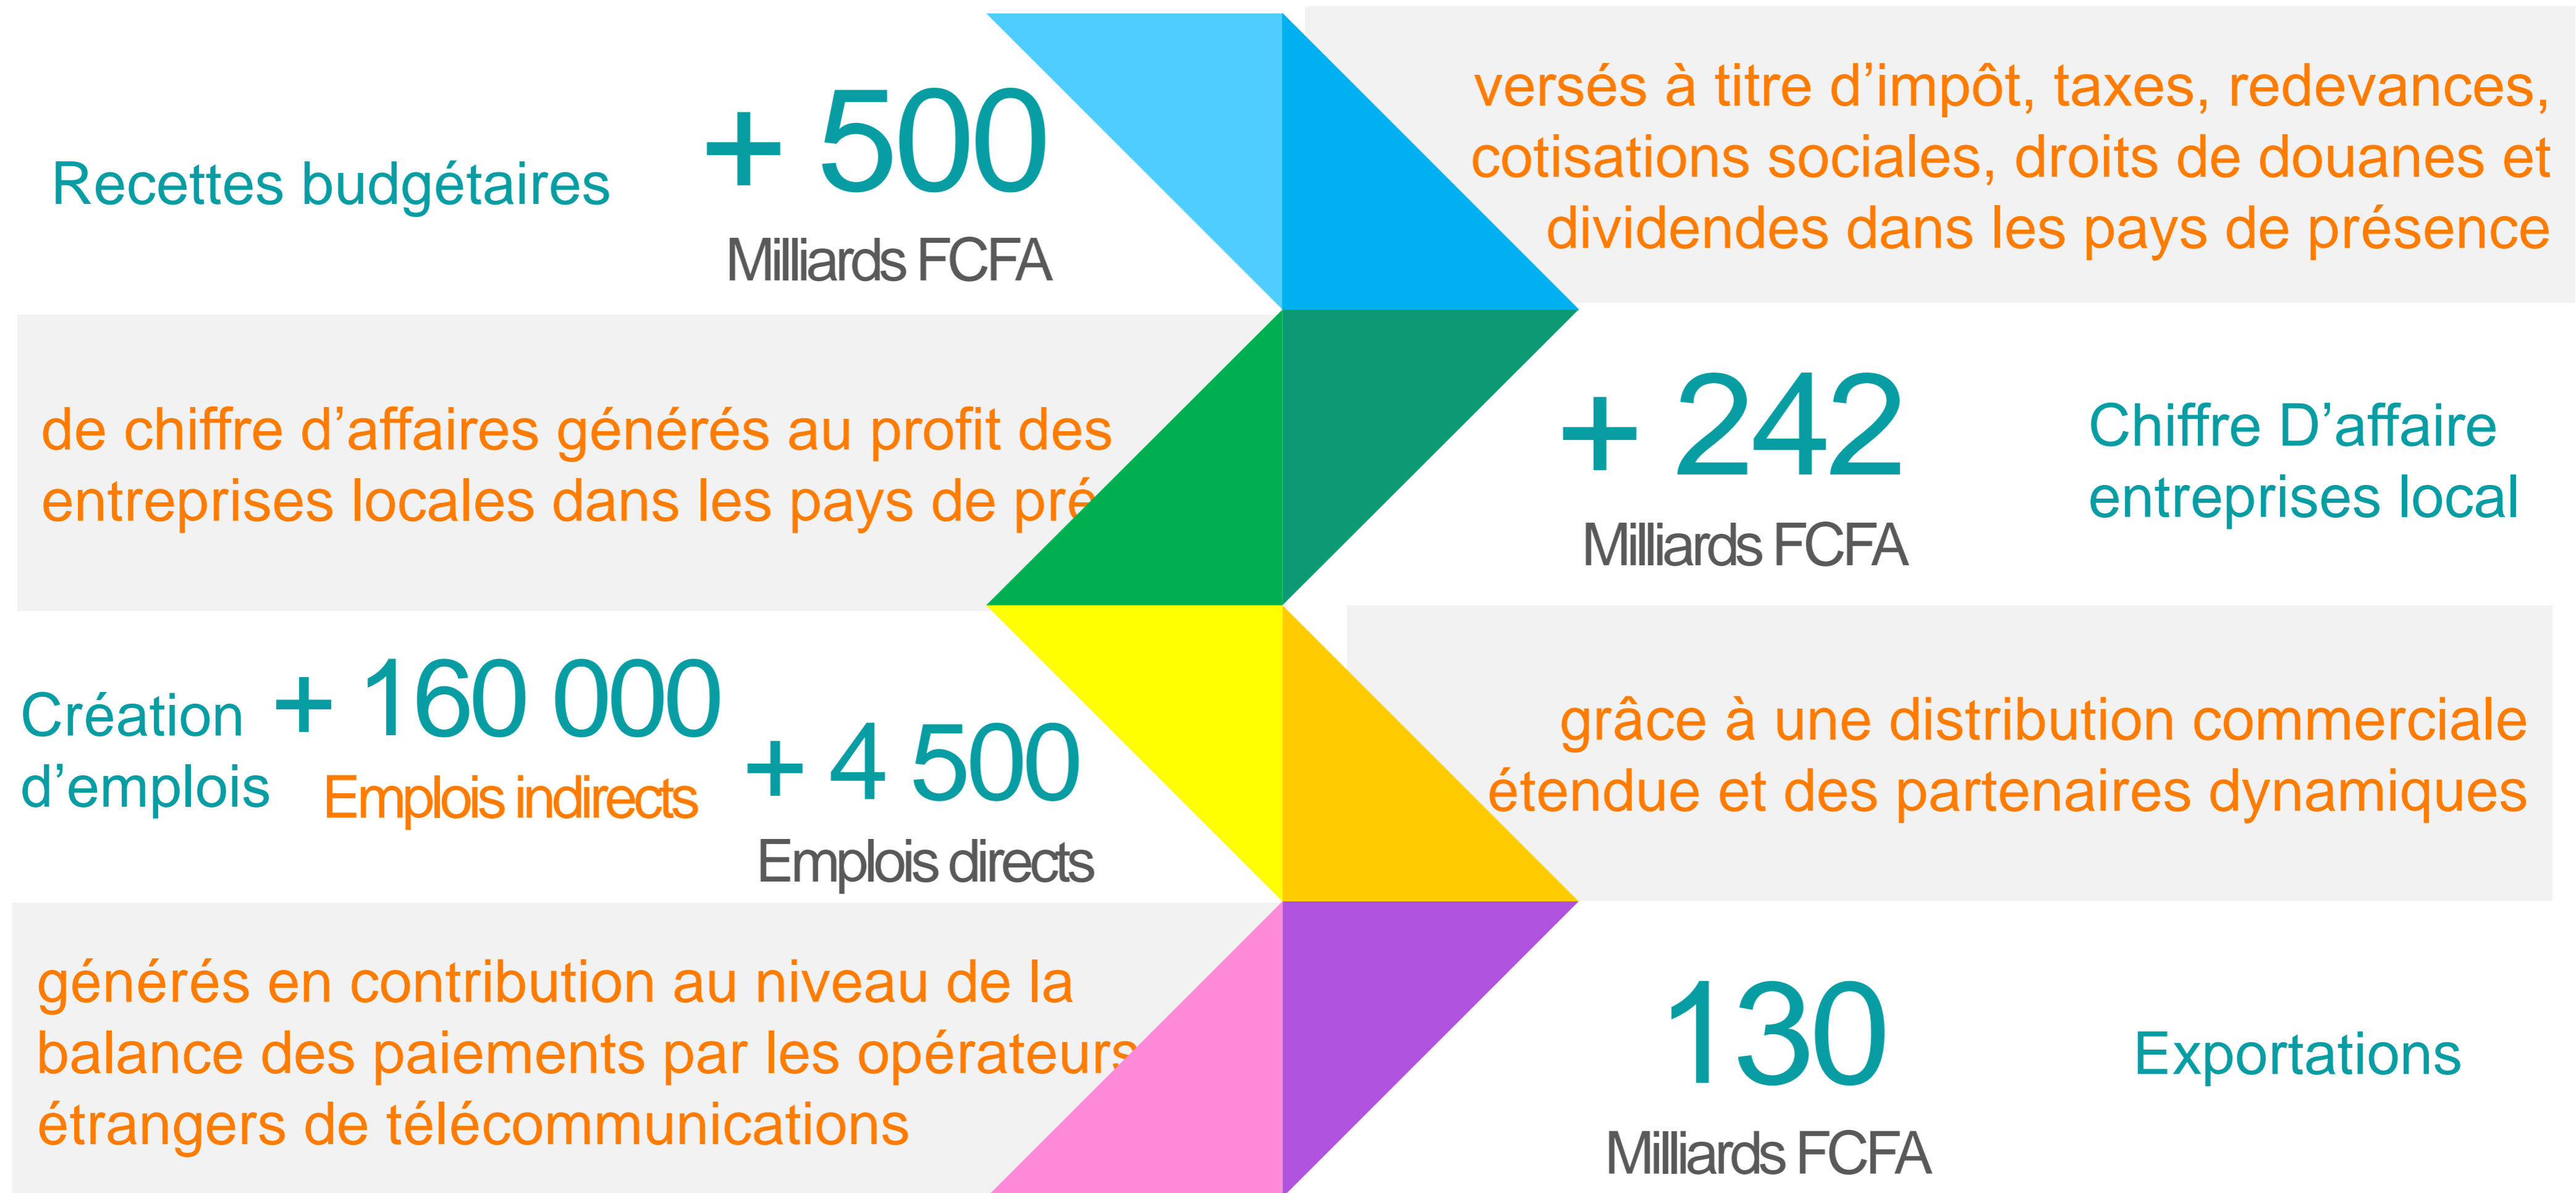 Recettes budgétaires
+ 500
Milliards FCFA
versés à titre d’impôt, taxes, redevances,
cotisations sociales, droits de douanes et
dividendes dans les pays de présence
de chiffre d’affaires générés au profit des
entreprises locales dans les pays de pré
+ 242
Milliards FCFA
Chiffre D’affaire
entreprises local
Création
d’emplois
+ 160 000
Emplois indirects
+ 4 500
Emplois directs
grâce à une distribution commerciale
étendue et des partenaires dynamiques
générés en contribution au niveau de la
balance des paiements par les opérateurs
étrangers de télécommunications
130
Milliards FCFA
Exportations